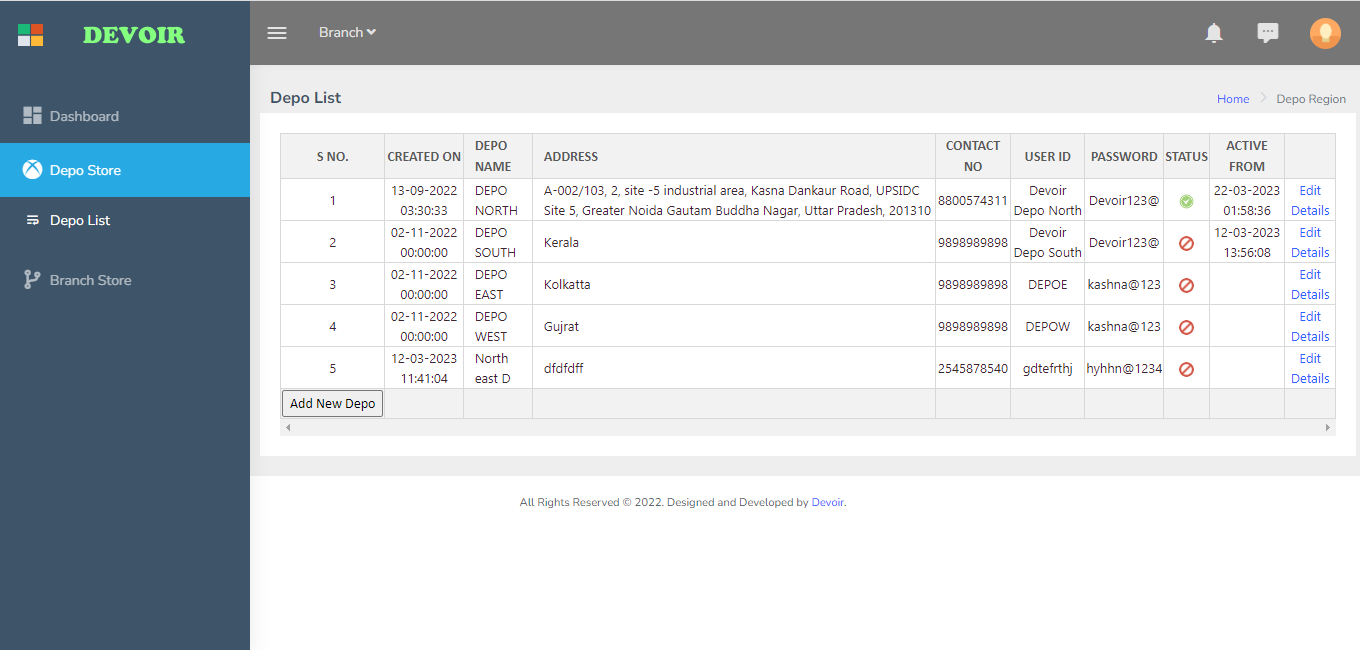 DEVOIR
Branch
Dashboard
Depo Store
Depo List
Branch Store
Depo List
Home
Depo Region
S NO. CREATED ON DEPO NAME ADDRESS CONTACT NO USER ID PASSWORD STATUS ACTIVE FROM
1 13-09-2022 03:30:33 DEPO NORTH A-002/103, 2, site -5 industrial area, Kasna Dankaur Road, UPSIDC Site 5, Greater Noida Gautam Buddha Nagar, Uttar Pradesh, 201310 8800574311 Devoir Depo North Devoir123@ 22-03-2023 01:58:36 Edit Details
2 02-11-2022 00:00:00 DEPO SOUTH Kerala 9898989898 Devoir Depo South Devoir123@ 12-03-2023 13:56:08 Edit Details
3 02-11-2022 00:00:00 DEPO EAST Kolkatta 9898989898 DEPOE kashna@123 Edit Details
4 02-11-2022 00:00:00 DEPO WEST Gujrat 9898989898 DEPOW kashna@123 Edit Details
5 12-03-2023 11:41:04 North east D dfdfdff 2545878540 gdtefrthj hyhhn@1234 Edit Details
Add New Depo
All Rights Reserved © 2022. Designed and Developed by Devoir.